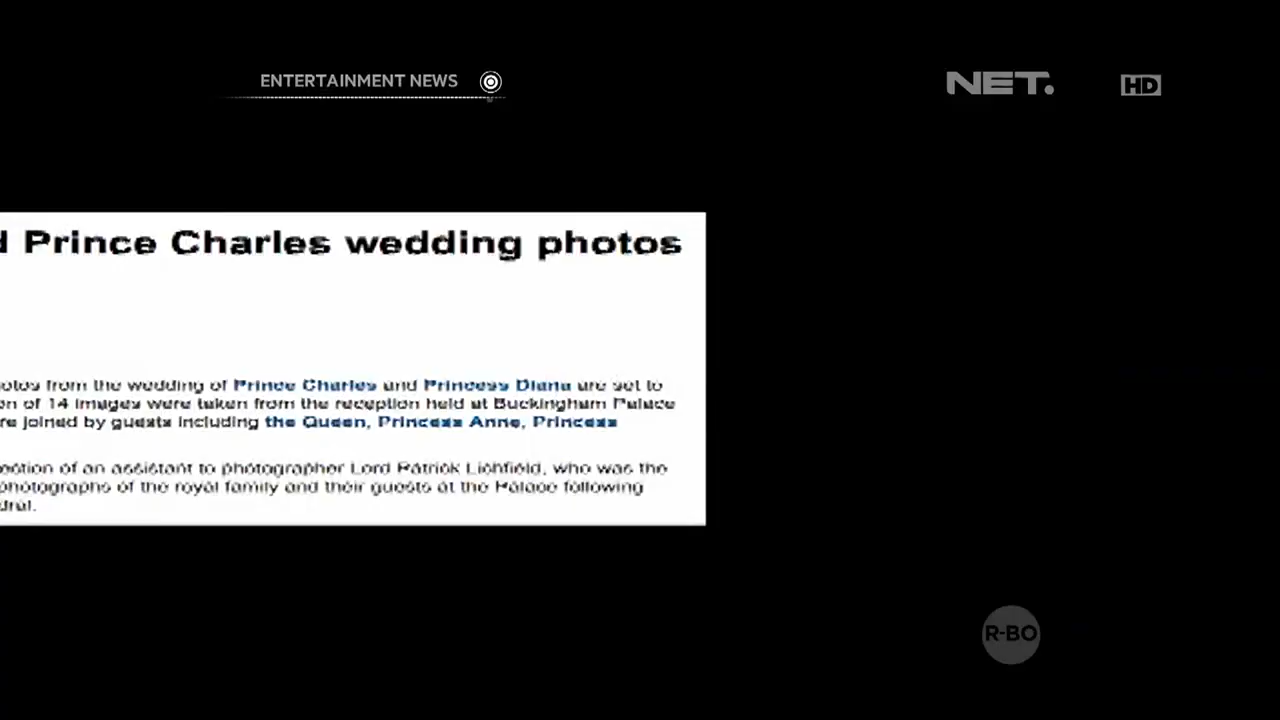 ENTERTAINMENT NEWS
NET.
HD
d Prince Charles wedding photos
otos from the wedding of Prince Charles and Princess Diana are set to
on of 14 images were taken from the reception held at Buckingham Palace
re joined by guests including the Queen, Princess Anne, Princess
ection of an assistant to photographer Lord Patrick Lichfield, who was the
photographs of the royal family and their guests at the Palace following
dral.
R-BO